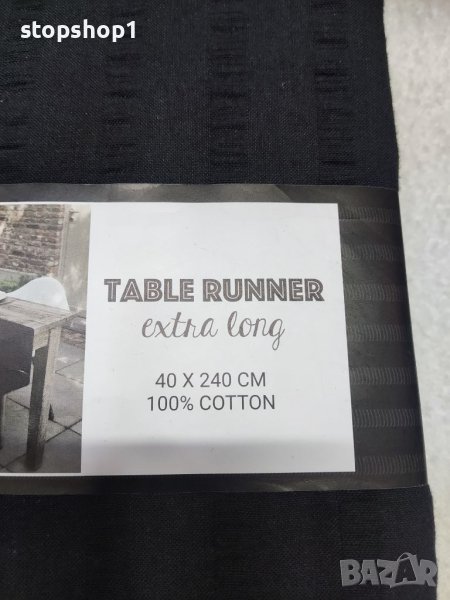 stopshop1
TABLE RUNNER
extra long
40 X 240 CM
100% COTTON
BAZAR